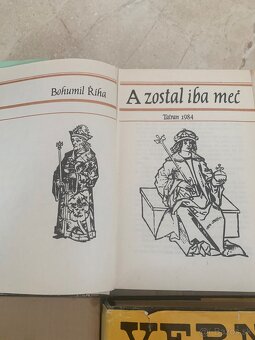 Bohumil Říha
A zostal iba meč
Tatran 1984
VERN